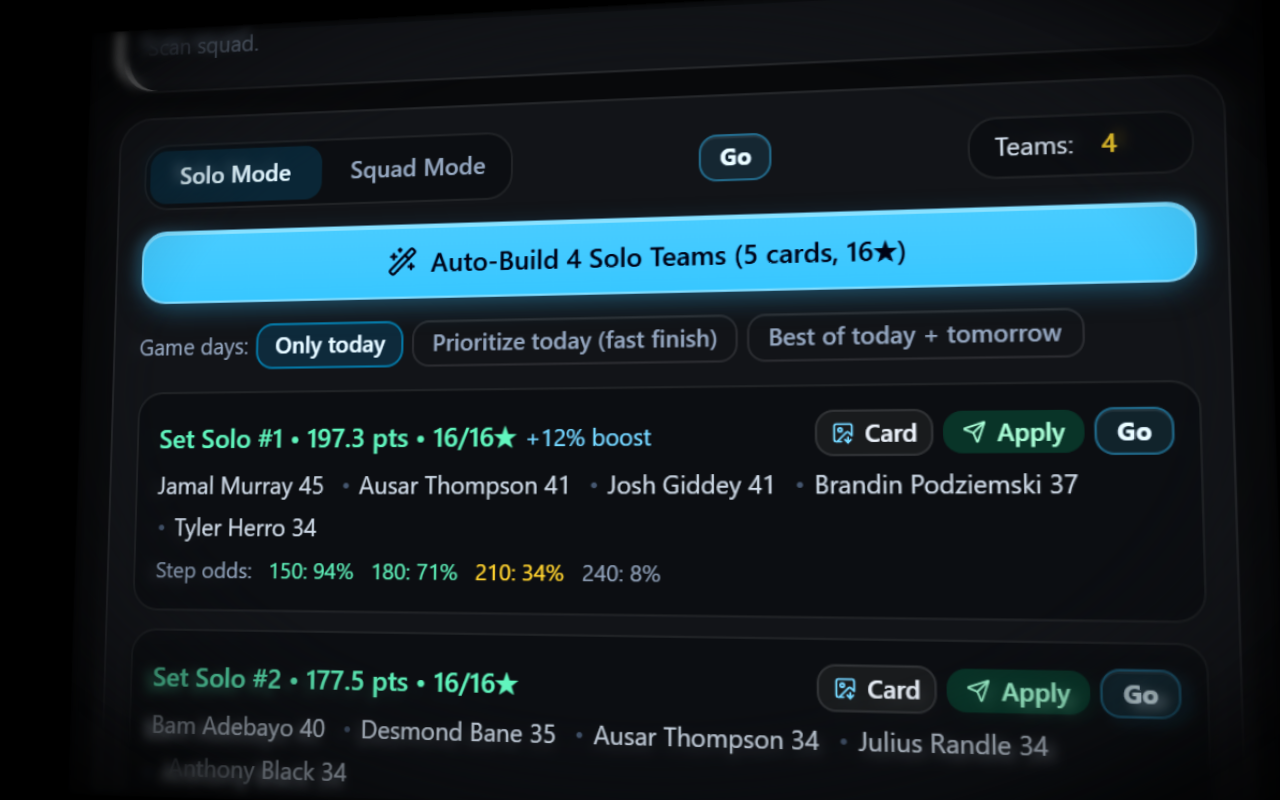 Scan squad.
Solo Mode Squad Mode Go Teams: 4
Auto-Build 4 Solo Teams (5 cards, 16★)
Game days: Only today Prioritize today (fast finish) Best of today + tomorrow
Set Solo #1 • 197.3 pts • 16/16★ +12% boost Card Apply Go
Jamal Murray 45 • Ausar Thompson 41 • Josh Giddey 41 • Brandin Podziemski 37
• Tyler Herro 34
Step odds: 150: 94% 180: 71% 210: 34% 240: 8%
Set Solo #2 • 177.5 pts • 16/16★ Card Apply Go
Bam Adebayo 40 • Desmond Bane 35 • Ausar Thompson 34 • Julius Randle 34
Anthony Black 34